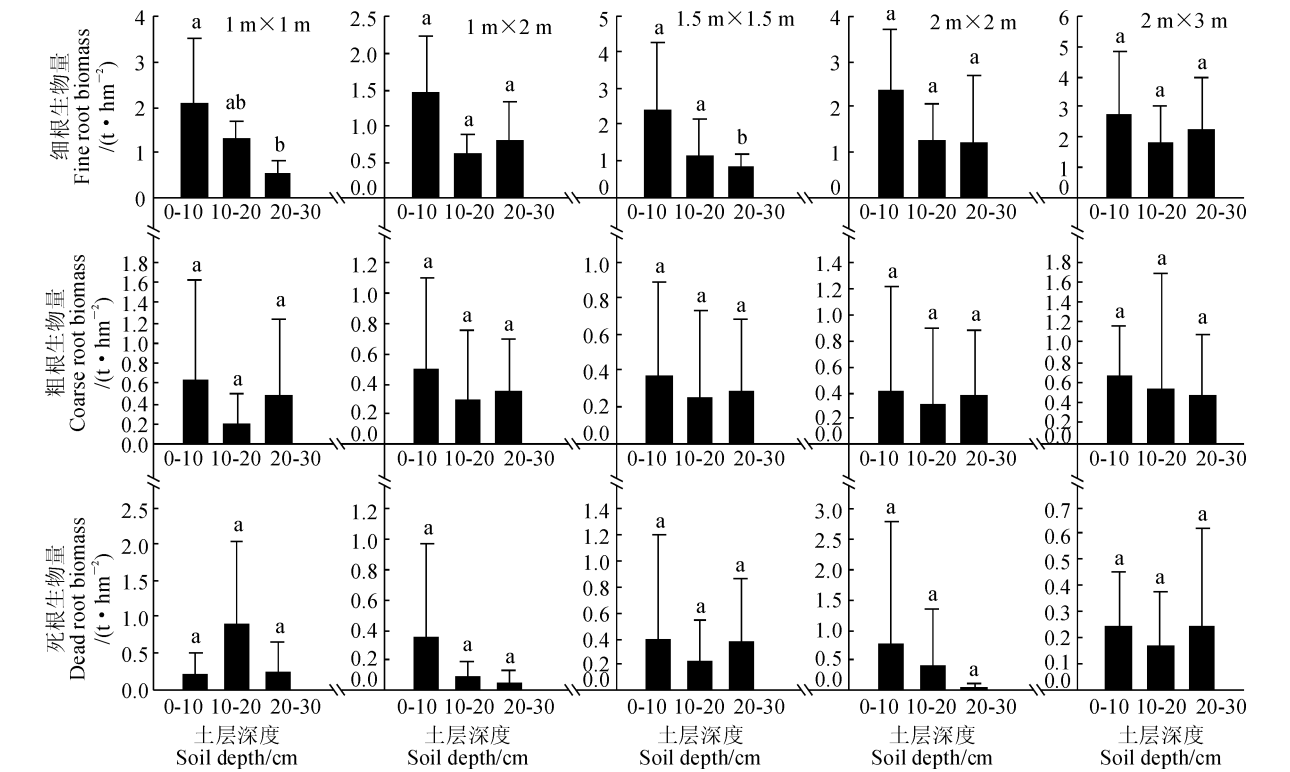 细根生物量
Fine root biomass
/(t·hm⁻²)
1 m×1 m
4
3
2
1
0
a
ab
b
0-10 10-20 20-30
1 m×2 m
2.5
2.0
1.5
1.0
0.5
0.0
a
a
a
0-10 10-20 20-30
1.5 m×1.5 m
5
4
3
2
1
0
a
a
b
0-10 10-20 20-30
2 m×2 m
4
3
2
1
0
a
a
a
0-10 10-20 20-30
2 m×3 m
6
5
4
3
2
1
0
a
a
a
0-10 10-20 20-30
粗根生物量
Coarse root biomass
/(t·hm⁻²)
1.8
1.6
1.4
1.2
1.0
0.8
0.6
0.4
0.2
0.0
a
a
a
0-10 10-20 20-30
1.2
1.0
0.8
0.6
0.4
0.2
0.0
a
a
a
0-10 10-20 20-30
1.0
0.8
0.6
0.4
0.2
0.0
a
a
a
0-10 10-20 20-30
1.4
1.2
1.0
0.8
0.6
0.4
0.2
0.0
a
a
a
0-10 10-20 20-30
1.8
1.6
1.4
1.2
1.0
0.8
0.6
0.4
0.2
0.0
a
a
a
0-10 10-20 20-30
死根生物量
Dead root biomass
/(t·hm⁻²)
2.5
2.0
1.5
1.0
0.5
0.0
a
a
a
0-10 10-20 20-30
土层深度
Soil depth/cm
1.2
1.0
0.8
0.6
0.4
0.2
0.0
a
a
a
0-10 10-20 20-30
土层深度
Soil depth/cm
1.4
1.2
1.0
0.8
0.6
0.4
0.2
0.0
a
a
a
0-10 10-20 20-30
土层深度
Soil depth/cm
3.0
2.5
2.0
1.5
1.0
0.5
0.0
a
a
a
0-10 10-20 20-30
土层深度
Soil depth/cm
0.7
0.6
0.5
0.4
0.3
0.2
0.1
0.0
a
a
a
0-10 10-20 20-30
土层深度
Soil depth/cm